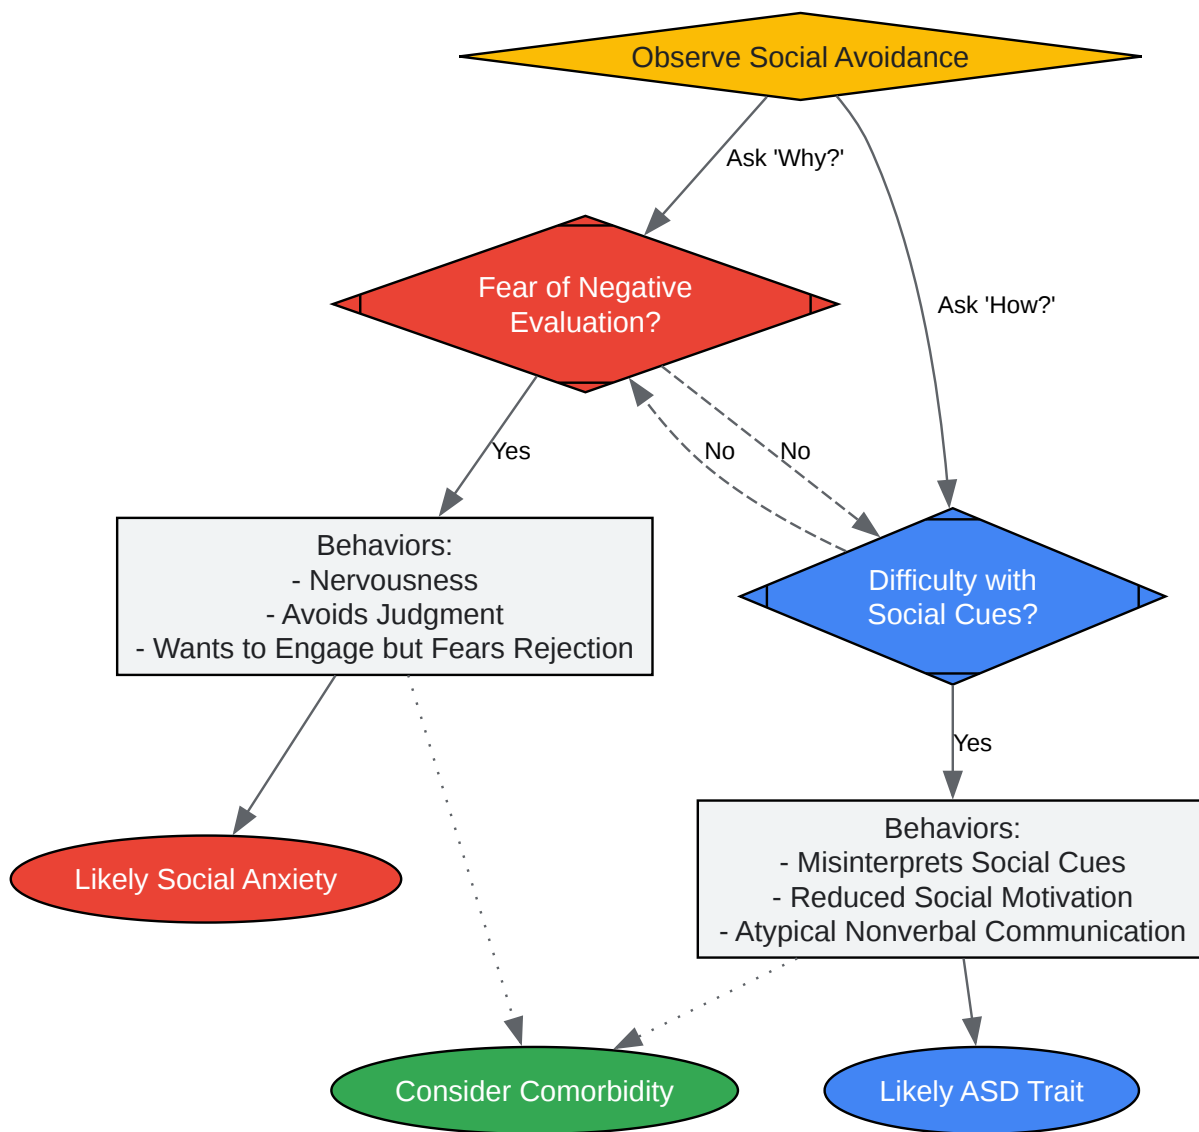 Observe Social Avoidance
Ask 'Why?'
Fear of Negative
Evaluation?
Ask 'How?'
No
No
Yes
Behaviors:
- Nervousness
- Avoids Judgment
- Wants to Engage but Fears Rejection
Difficulty with
Social Cues?
Yes
Behaviors:
- Misinterprets Social Cues
- Reduced Social Motivation
- Atypical Nonverbal Communication
Likely Social Anxiety
Consider Comorbidity
Likely ASD Trait